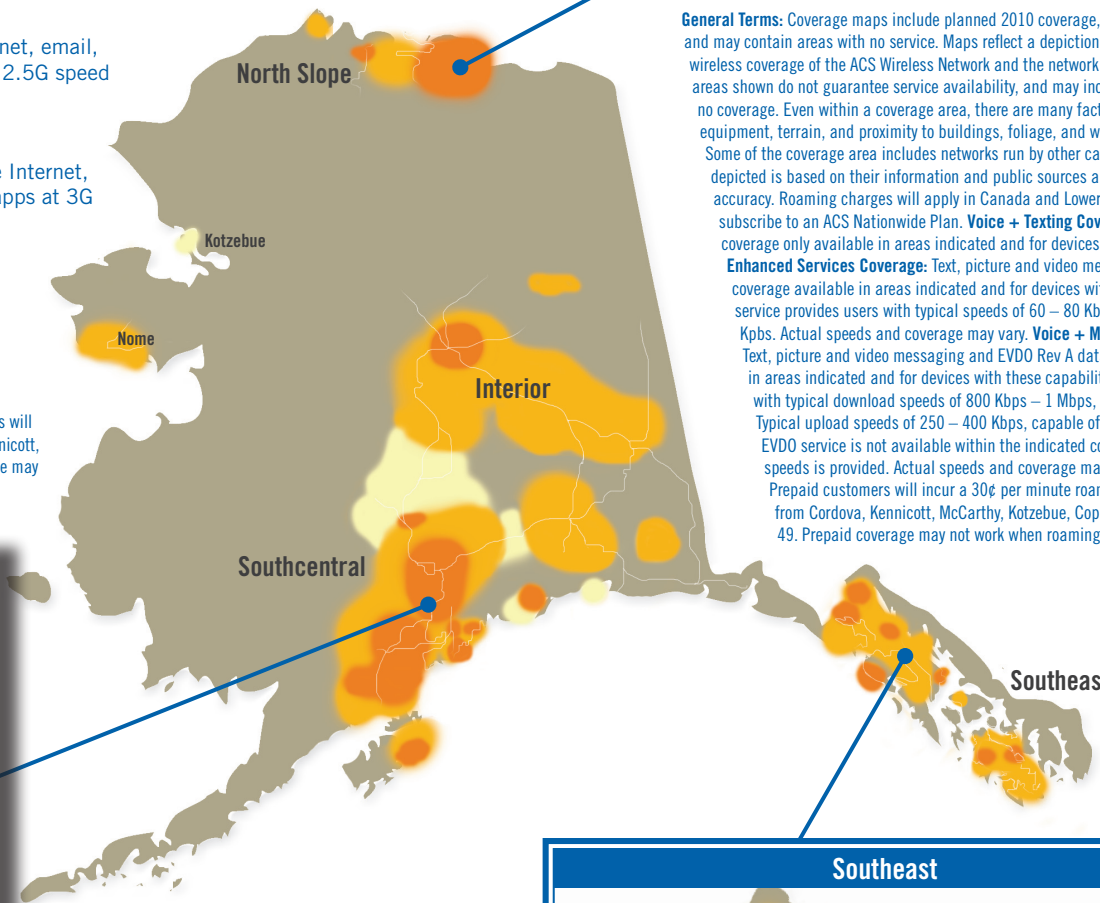 net, email,
2.5G speed
Internet,
apps at 3G
s will
nicott,
e may
North Slope
Kotzebue
Nome
Interior
Southcentral
General Terms: Coverage maps include planned 2010 coverage,
and may contain areas with no service. Maps reflect a depiction
wireless coverage of the ACS Wireless Network and the network
areas shown do not guarantee service availability, and may inc
no coverage. Even within a coverage area, there are many fact
equipment, terrain, and proximity to buildings, foliage, and w
Some of the coverage area includes networks run by other ca
depicted is based on their information and public sources a
accuracy. Roaming charges will apply in Canada and Lower
subscribe to an ACS Nationwide Plan. Voice + Texting Cov
coverage only available in areas indicated and for devices
Enhanced Services Coverage: Text, picture and video me
coverage available in areas indicated and for devices wit
service provides users with typical speeds of 60 – 80 Kb
Kpbs. Actual speeds and coverage may vary. Voice + M
Text, picture and video messaging and EVDO Rev A dat
in areas indicated and for devices with these capabilit
with typical download speeds of 800 Kbps – 1 Mbps,
Typical upload speeds of 250 – 400 Kbps, capable of
EVDO service is not available within the indicated co
speeds is provided. Actual speeds and coverage ma
Prepaid customers will incur a 30¢ per minute roar
from Cordova, Kennicott, McCarthy, Kotzebue, Cop
49. Prepaid coverage may not work when roaming
Southeas
Southeast